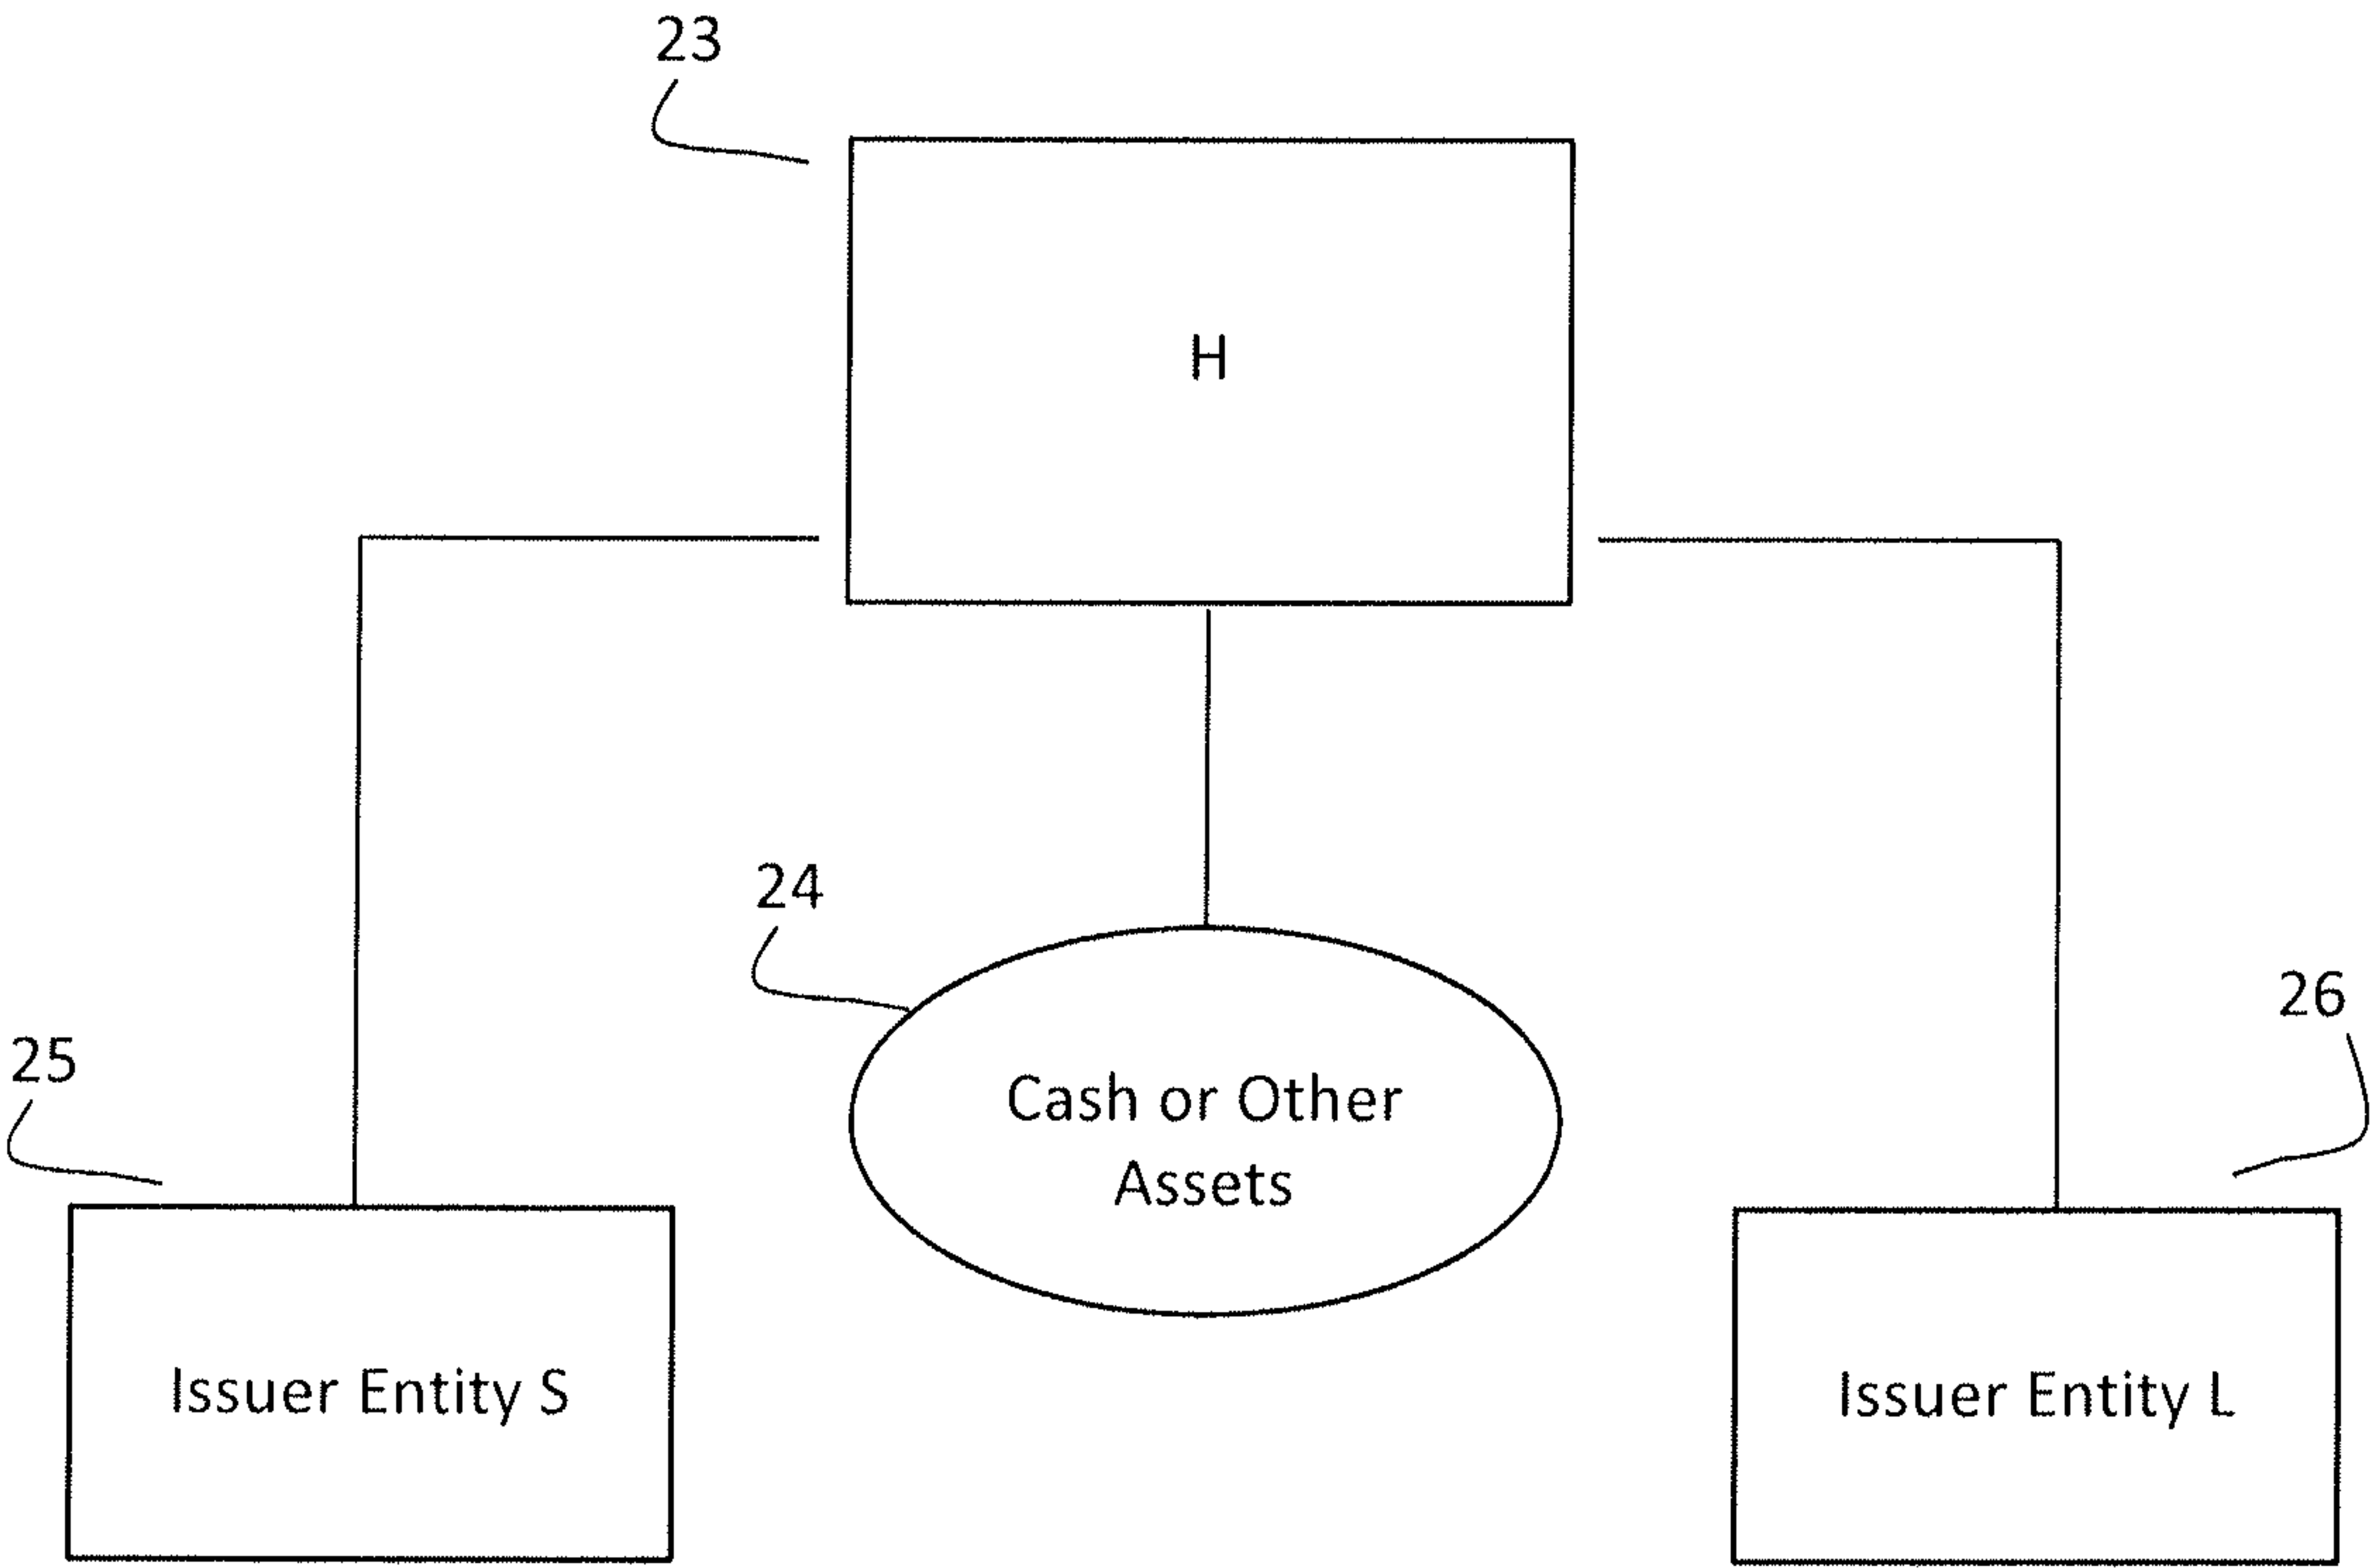 23
H
24
Cash or Other
Assets
25
26
Issuer Entity S
Issuer Entity L